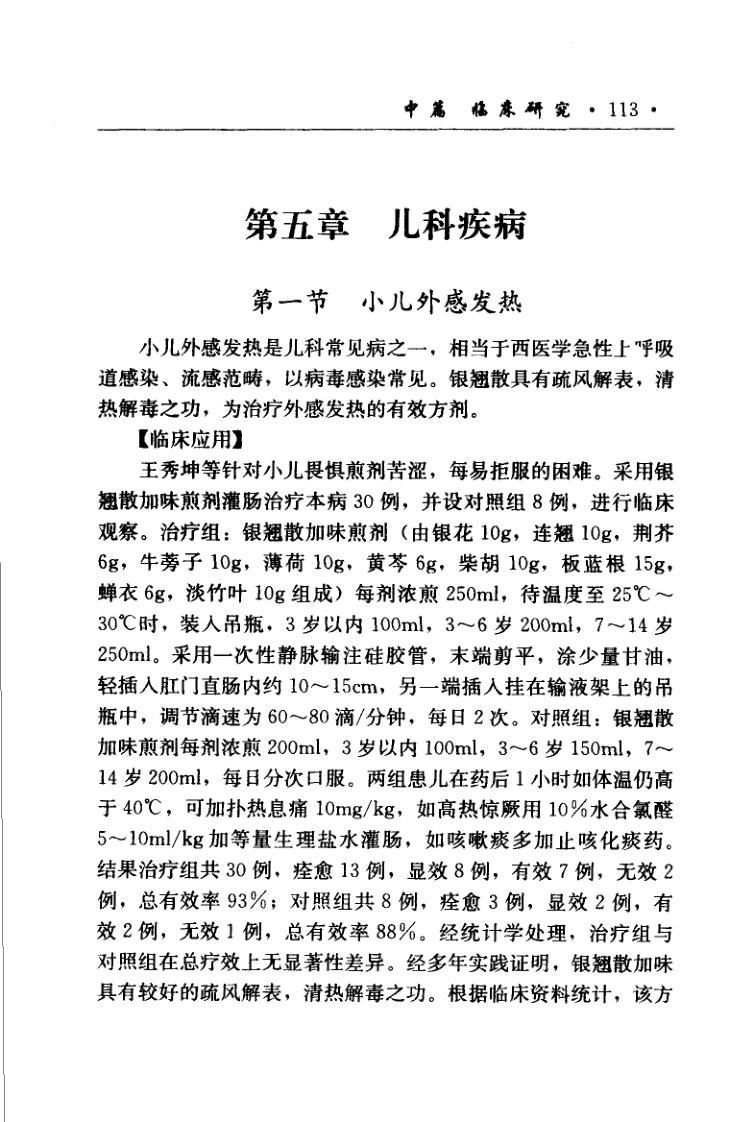 中篇 临床研究 · 113 ·
第五章 儿科疾病
第一节 小儿外感发热
小儿外感发热是儿科常见病之一，相当于西医学急性上呼吸
道感染、流感范畴，以病毒感染常见。银翘散具有疏风解表，清
热解毒之功，为治疗外感发热的有效方剂。
【临床应用】
王秀坤等针对小儿畏惧煎剂苦涩，每易拒服的困难。采用银
翘散加味煎剂灌肠治疗本病 30 例，并设对照组 8 例，进行临床
观察。治疗组：银翘散加味煎剂（由银花 10g，连翘 10g，荆芥
6g，牛蒡子 10g，薄荷 10g，黄芩 6g，柴胡 10g，板蓝根 15g，
蝉衣 6g，淡竹叶 10g 组成）每剂浓煎 250ml，待温度至 25℃～
30℃时，装入吊瓶，3 岁以内 100ml，3～6 岁 200ml，7～14 岁
250ml。采用一次性静脉输注硅胶管，末端剪平，涂少量甘油，
轻插入肛门直肠内约 10～15cm，另一端插入挂在输液架上的吊
瓶中，调节滴速为 60～80 滴/分钟，每日 2 次。对照组：银翘散
加味煎剂每剂浓煎 200ml，3 岁以内 100ml，3～6 岁 150ml，7～
14 岁 200ml，每日分次口服。两组患儿在药后 1 小时如体温仍高
于 40℃，可加扑热息痛 10mg/kg，如高热惊厥用 10%水合氯醛
5～10ml/kg 加等量生理盐水灌肠，如咳嗽痰多加止咳化痰药。
结果治疗组共 30 例，痊愈 13 例，显效 8 例，有效 7 例，无效 2
例，总有效率 93%；对照组共 8 例，痊愈 3 例，显效 2 例，有
效 2 例，无效 1 例，总有效率 88%。经统计学处理，治疗组与
对照组在总疗效上无显著性差异。经多年实践证明，银翘散加味
具有较好的疏风解表，清热解毒之功。根据临床资料统计，该方